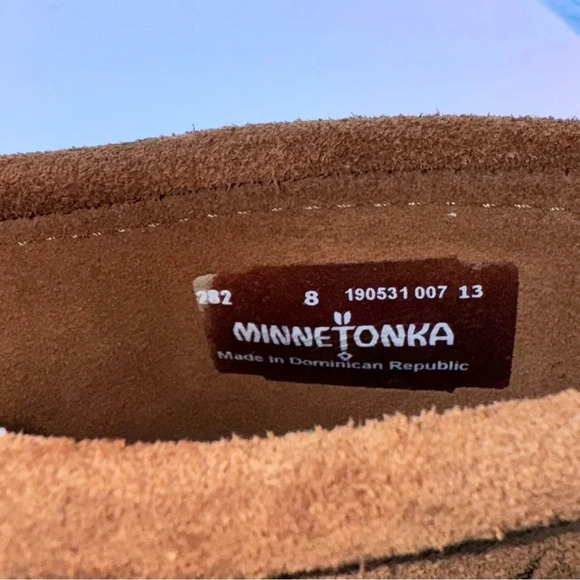 282 8 190531 007 13
MINNETONKA
Made in Dominican Republic